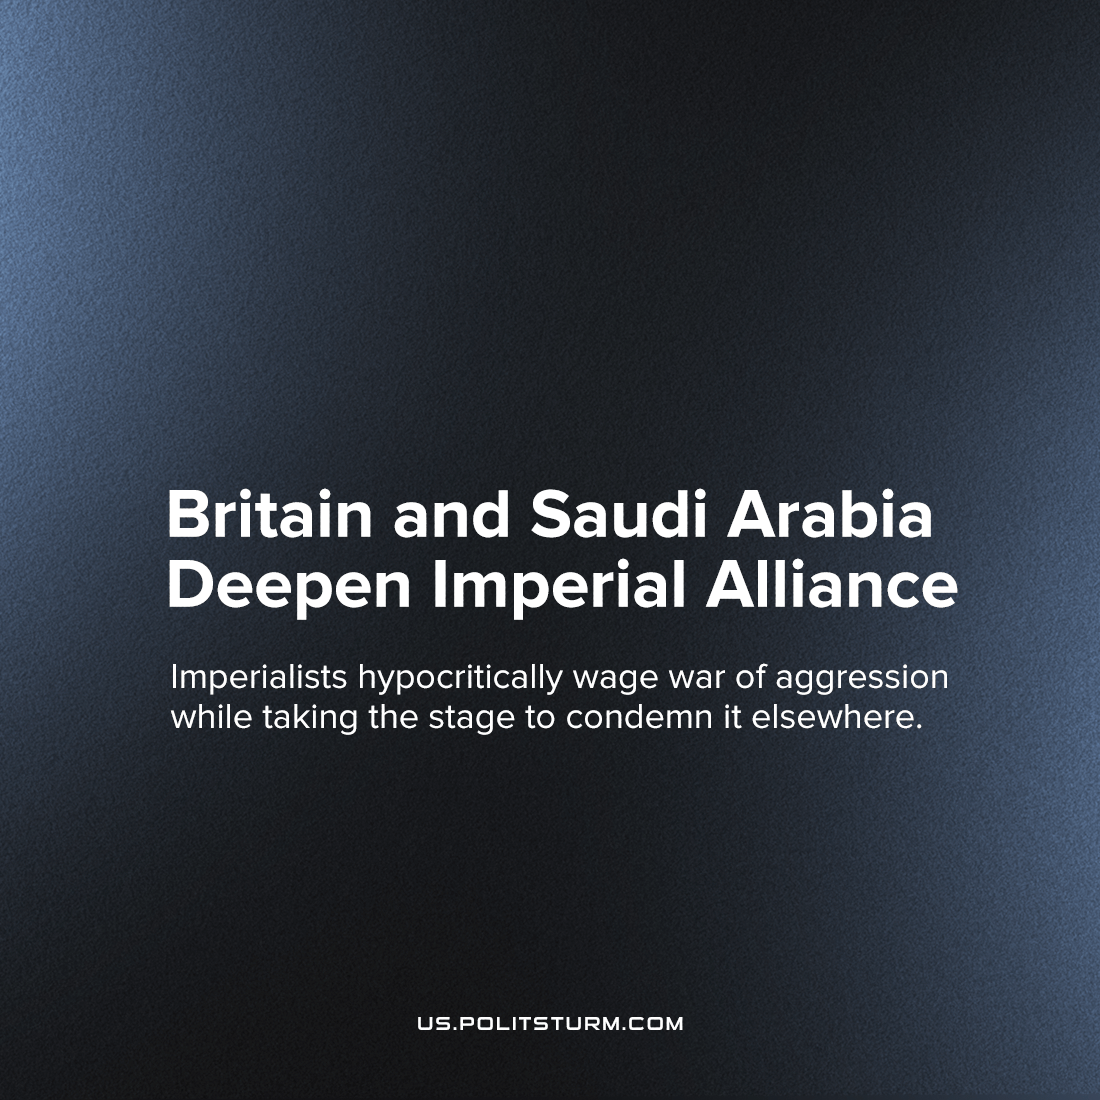 Britain and Saudi Arabia
Deepen Imperial Alliance
Imperialists hypocritically wage war of aggression
while taking the stage to condemn it elsewhere.
US.POLITSTURM.COM